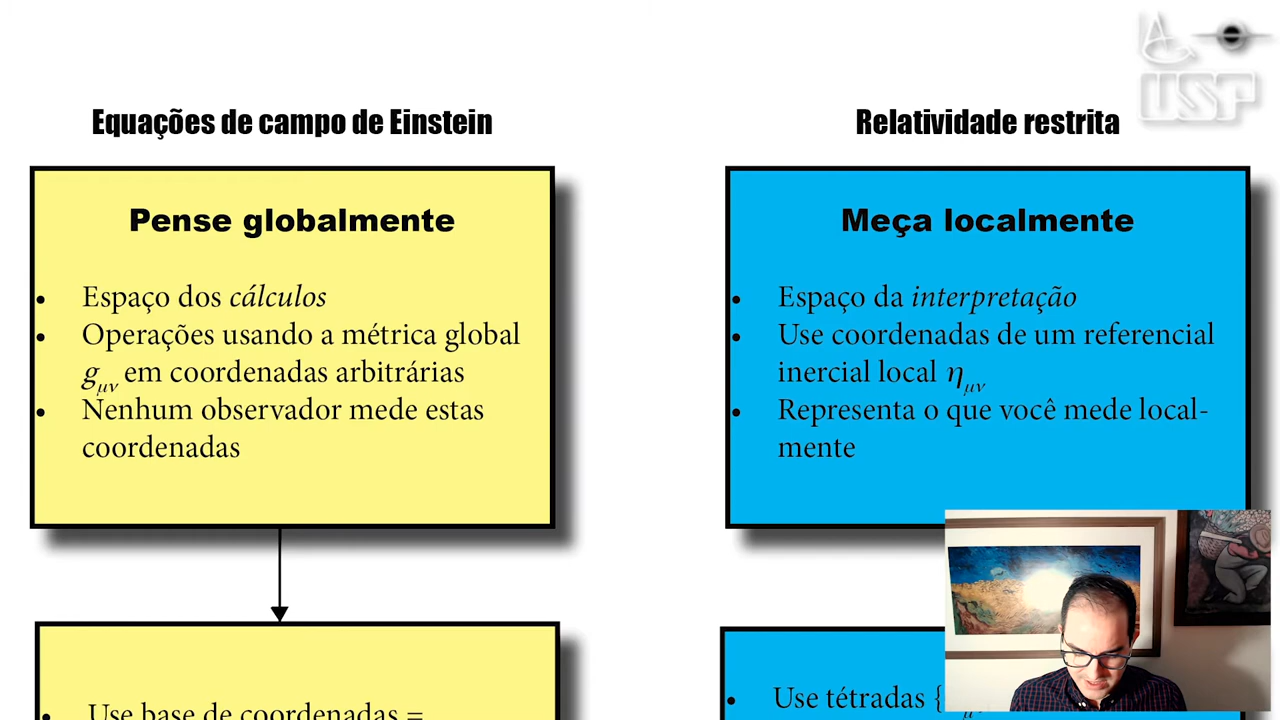 USP
Equações de campo de Einstein
Pense globalmente
• Espaço dos cálculos
• Operações usando a métrica global
gμν em coordenadas arbitrárias
• Nenhum observador mede estas
coordenadas
• Use base de coordenadas =
Relatividade restrita
Meça localmente
• Espaço da interpretação
• Use coordenadas de um referencial
inercial local ημν
• Representa o que você mede local-
mente
• Use tétradas {